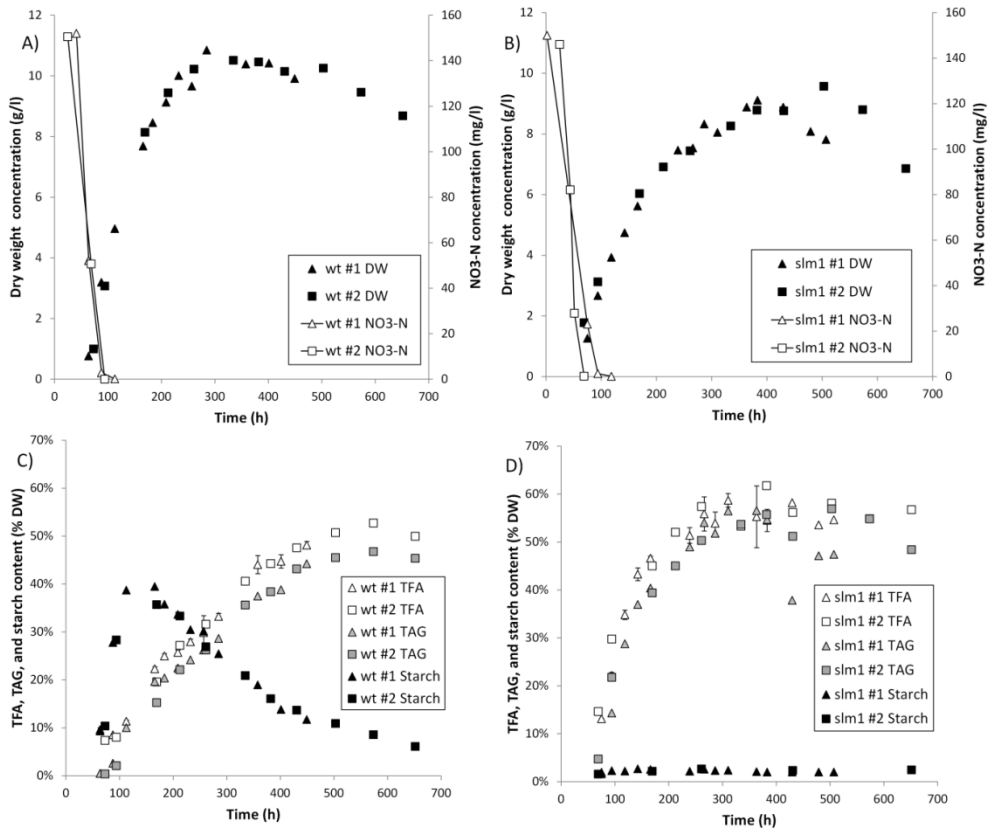 A)
Dry weight concentration (g/l)
12
10
8
6
4
2
0
160
140
120
100
80
60
40
20
0
NO3-N concentration (mg/l)
wt #1 DW
wt #2 DW
wt #1 NO3-N
wt #2 NO3-N
0 100 200 300 400 500 600 700
Time (h)
B)
Dry weight concentration (g/l)
12
10
8
6
4
2
0
160
140
120
100
80
60
40
20
0
NO3-N concentration (mg/l)
slm1 #1 DW
slm1 #2 DW
slm1 #1 NO3-N
slm1 #2 NO3-N
0 100 200 300 400 500 600 700
Time (h)
C)
TFA, TAG, and starch content (% DW)
70%
60%
50%
40%
30%
20%
10%
0%
wt #1 TFA
wt #2 TFA
wt #1 TAG
wt #2 TAG
wt #1 Starch
wt #2 Starch
0 100 200 300 400 500 600 700
Time (h)
D)
TFA, TAG, and starch content (% DW)
70%
60%
50%
40%
30%
20%
10%
0%
slm1 #1 TFA
slm1 #2 TFA
slm1 #1 TAG
slm1 #2 TAG
slm1 #1 Starch
slm1 #2 Starch
0 100 200 300 400 500 600 700
Time (h)